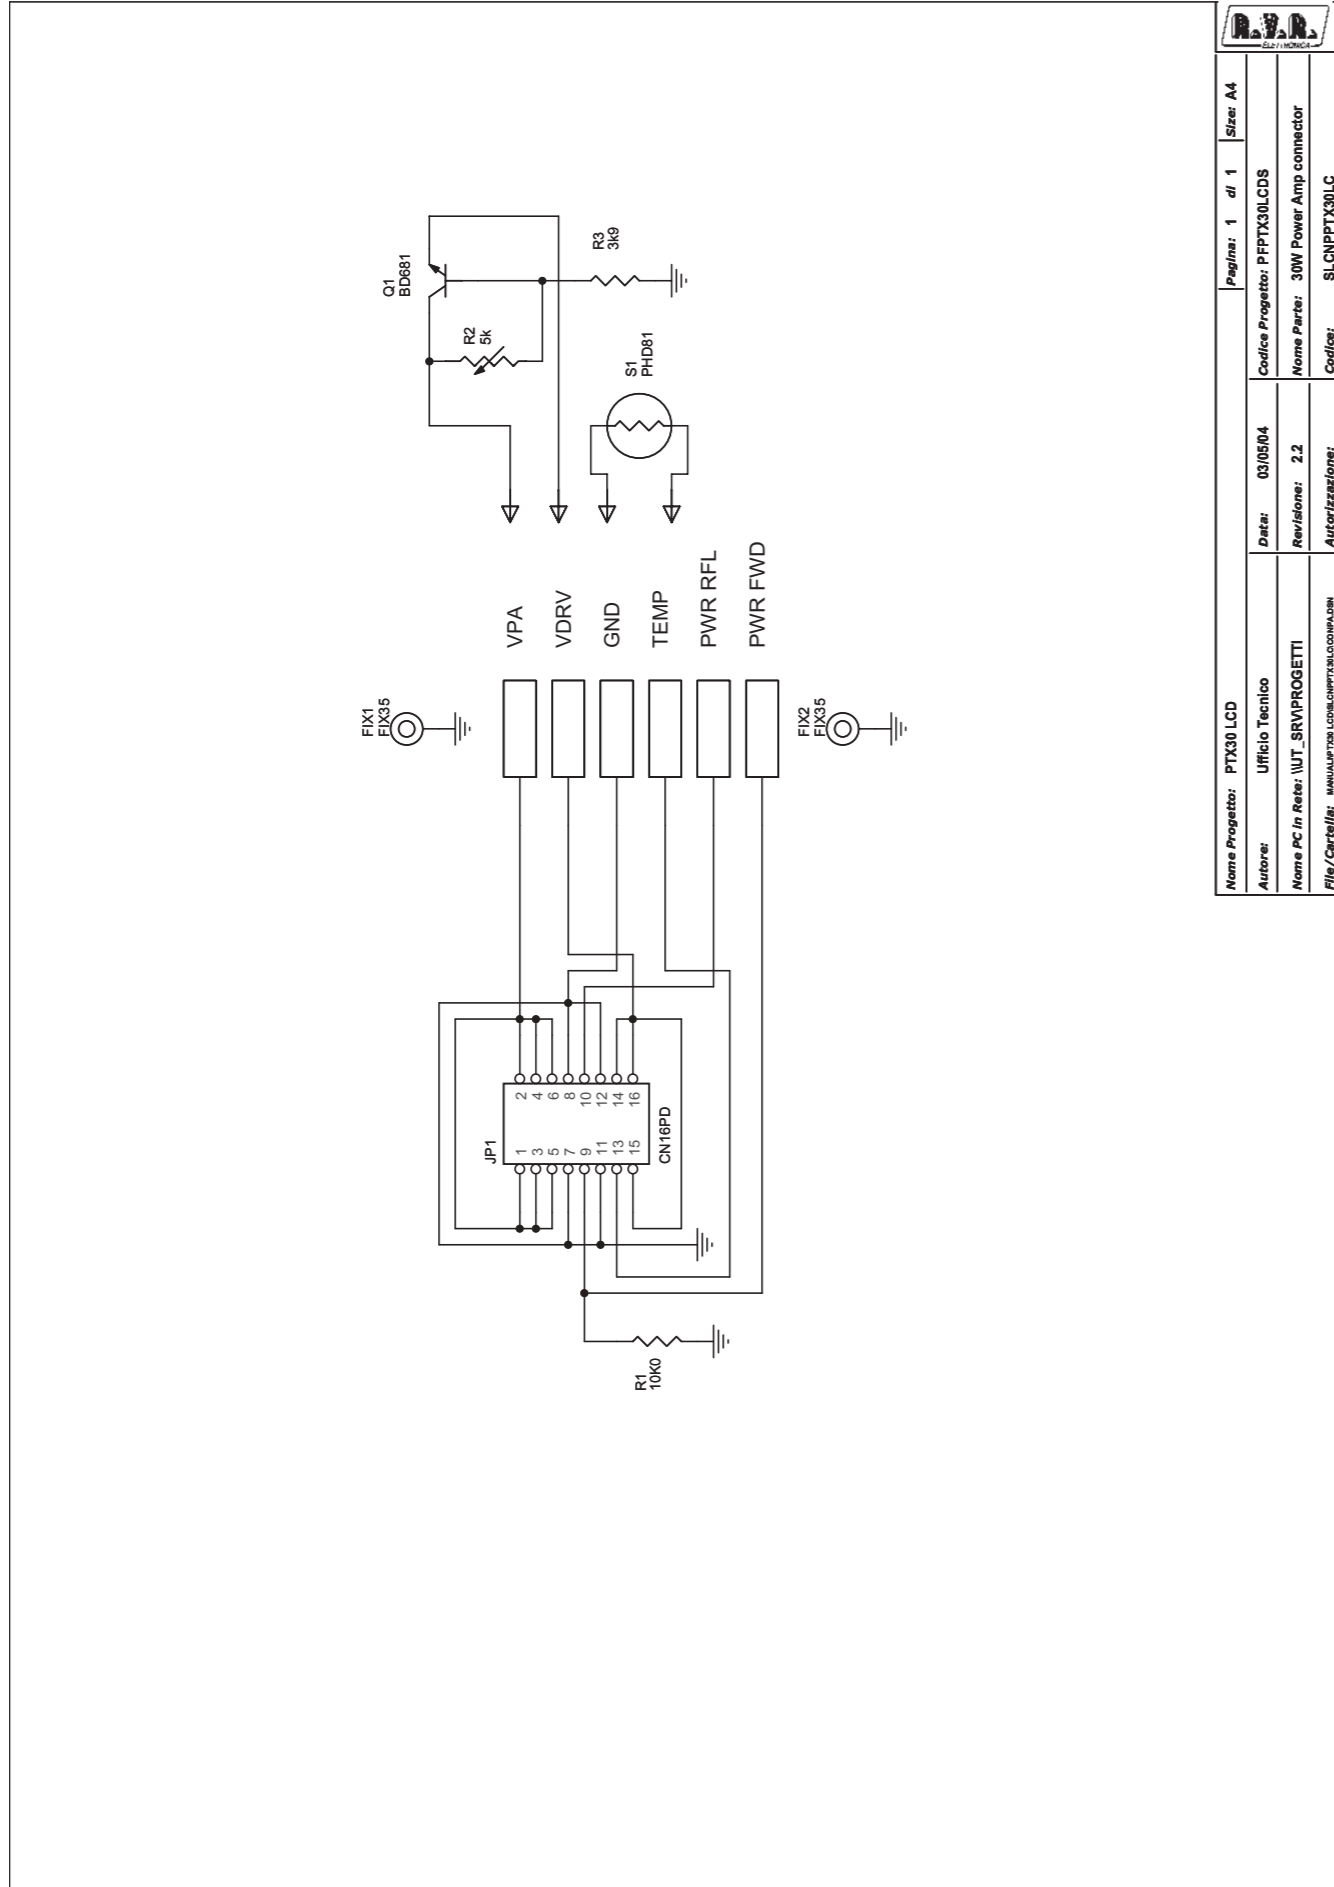 Q1
BD681
R2
5k
R3
3k9
S1
PHD81
FIX1
FIX35
VPA
VDRV
GND
TEMP
PWR RFL
PWR FWD
FIX2
FIX35
JP1
1
3
5
7
9
11
13
15
2
4
6
8
10
12
14
16
CN16PD
R1
10K0
R.V.R.
ELETTRONICA
Nome Progetto: PTX30 LCD
Pagina: 1 di 1
Size: A4
Autore: Ufficio Tecnico
Data: 03/05/04
Codice Progetto: PFPTX30LCDS
Nome PC in Rete: \\UT_SRV\PROGETTI
Revisione: 2.2
Nome Parte: 30W Power Amp connector
File/Cartella:
Autorizzazione:
Codice: SLCNPPTX30LC